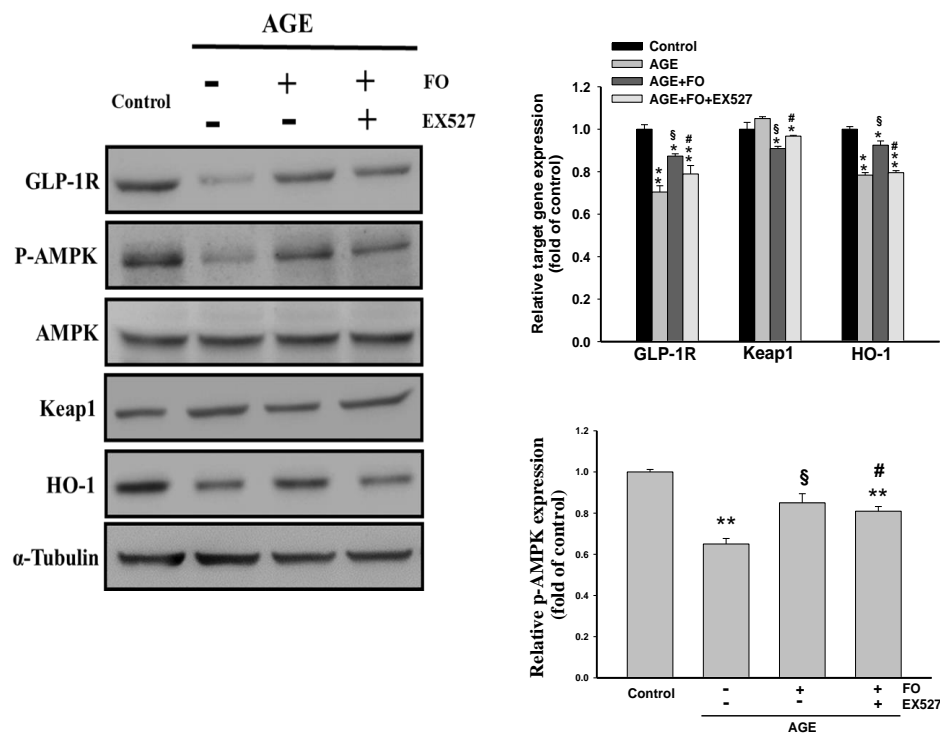 AGE
Control - + + FO
- - + EX527
GLP-1R
P-AMPK
AMPK
Keap1
HO-1
α-Tubulin
Control
AGE
AGE+FO
AGE+FO+EX527
Relative target gene expression
(fold of control)
1.2
1.0
0.8
0.6
0.4
0.2
0.0
**
§
*
#
**
§
*
#
*
**
§
*
#
**
GLP-1R Keap1 HO-1
Relative p-AMPK expression
(fold of control)
1.2
1.0
0.8
0.6
0.4
0.2
0.0
**
§
#
**
Control - + + FO
- - + EX527
AGE